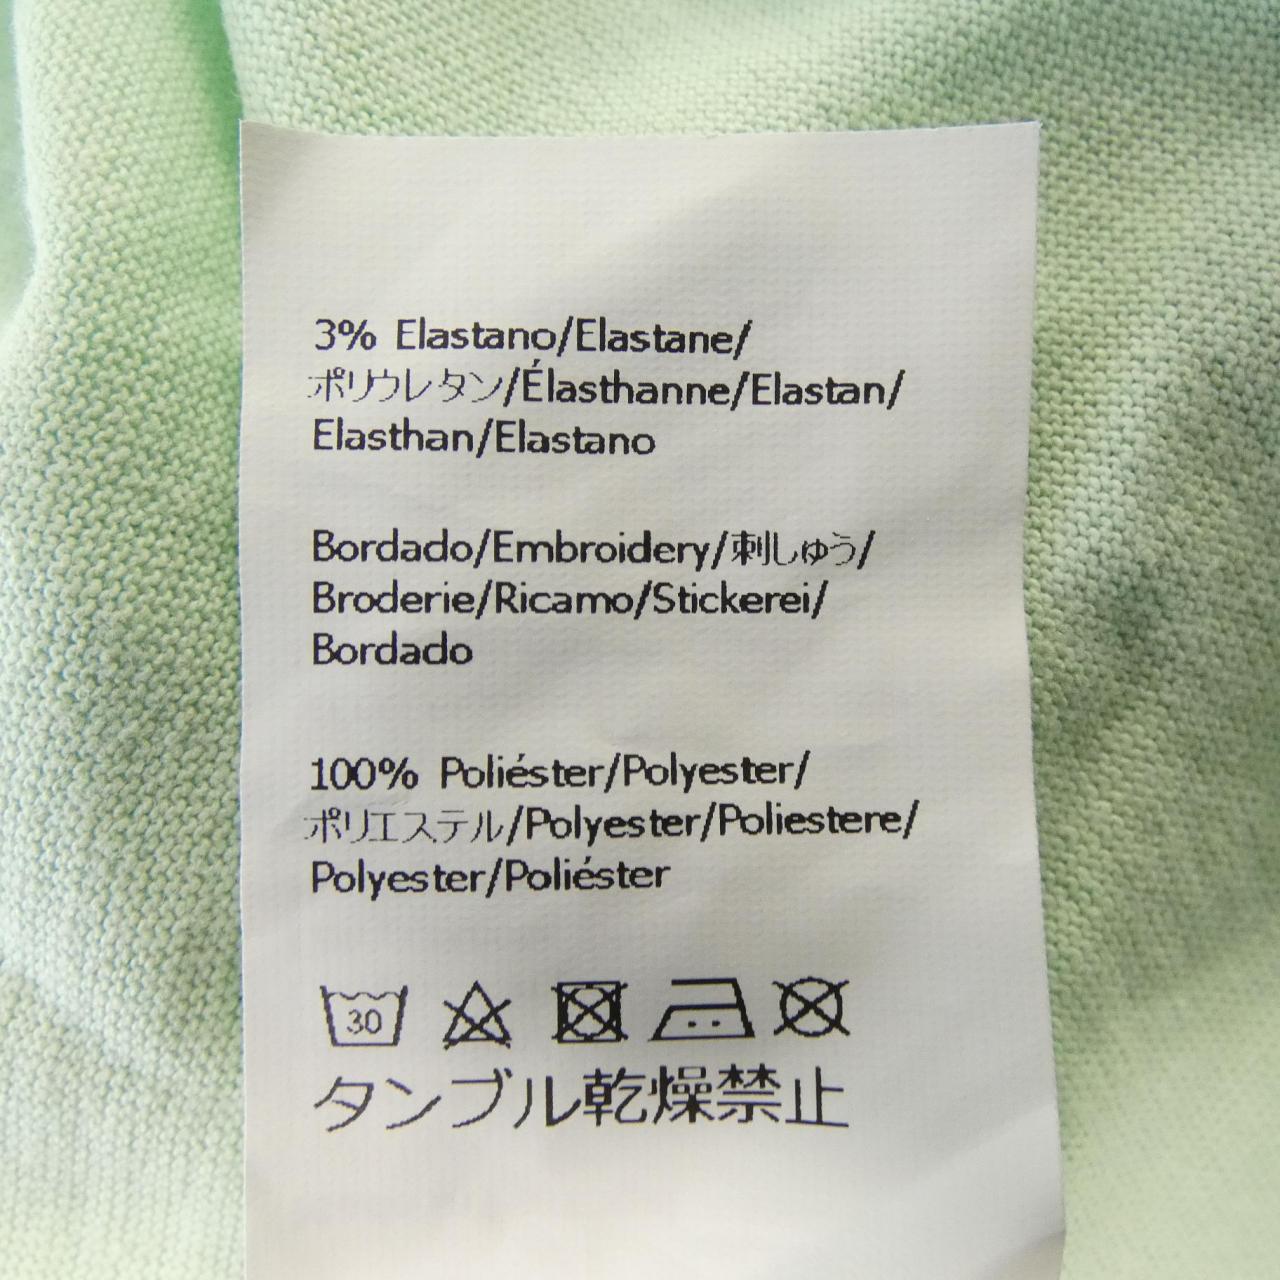 3% Elastano/Elastane/
ポリウレタン/Élasthanne/Elastan/
Elasthan/Elastano
Bordado/Embroidery/刺しゅう/
Broderie/Ricamo/Stickerei/
Bordado
100% Poliéster/Polyester/
ポリエステル/Polyester/Poliestere/
Polyester/Poliéster
30
タンブル乾燥禁止